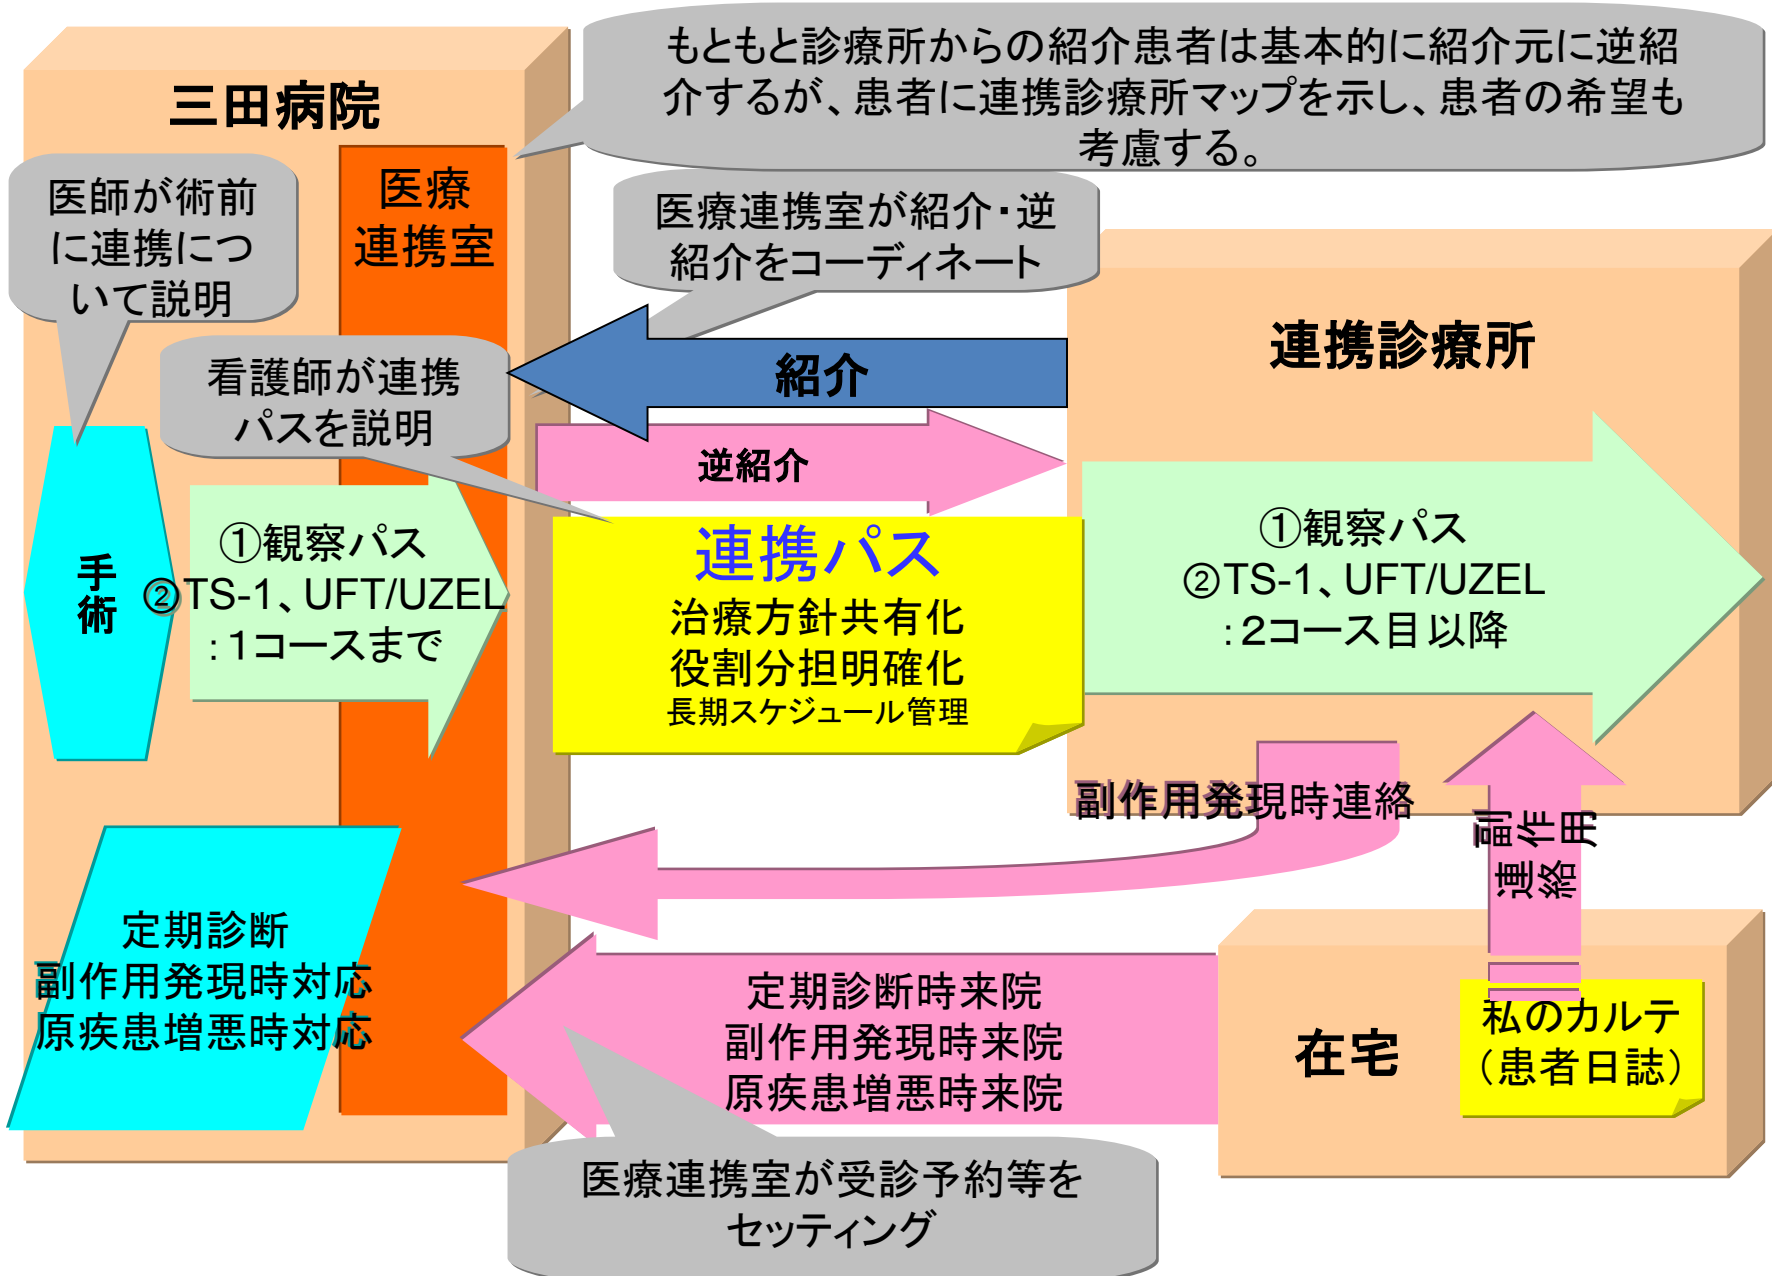 もともと診療所からの紹介患者は基本的に紹介元に逆紹
介するが、患者に連携診療所マップを示し、患者の希望も
考慮する。
三田病院
医師が術前
に連携につ
いて説明
医療
連携室
医療連携室が紹介・逆
紹介をコーディネート
連携診療所
看護師が連携
パスを説明
紹介
逆紹介
手術
①観察パス
②TS-1、UFT/UZEL
：1コースまで
連携パス
治療方針共有化
役割分担明確化
長期スケジュール管理
①観察パス
②TS-1、UFT/UZEL
：2コース目以降
副作用発現時連絡
副作用
連絡
定期診断
副作用発現時対応
原疾患増悪時対応
定期診断時来院
副作用発現時来院
原疾患増悪時来院
在宅
私のカルテ
（患者日誌）
医療連携室が受診予約等を
セッティング